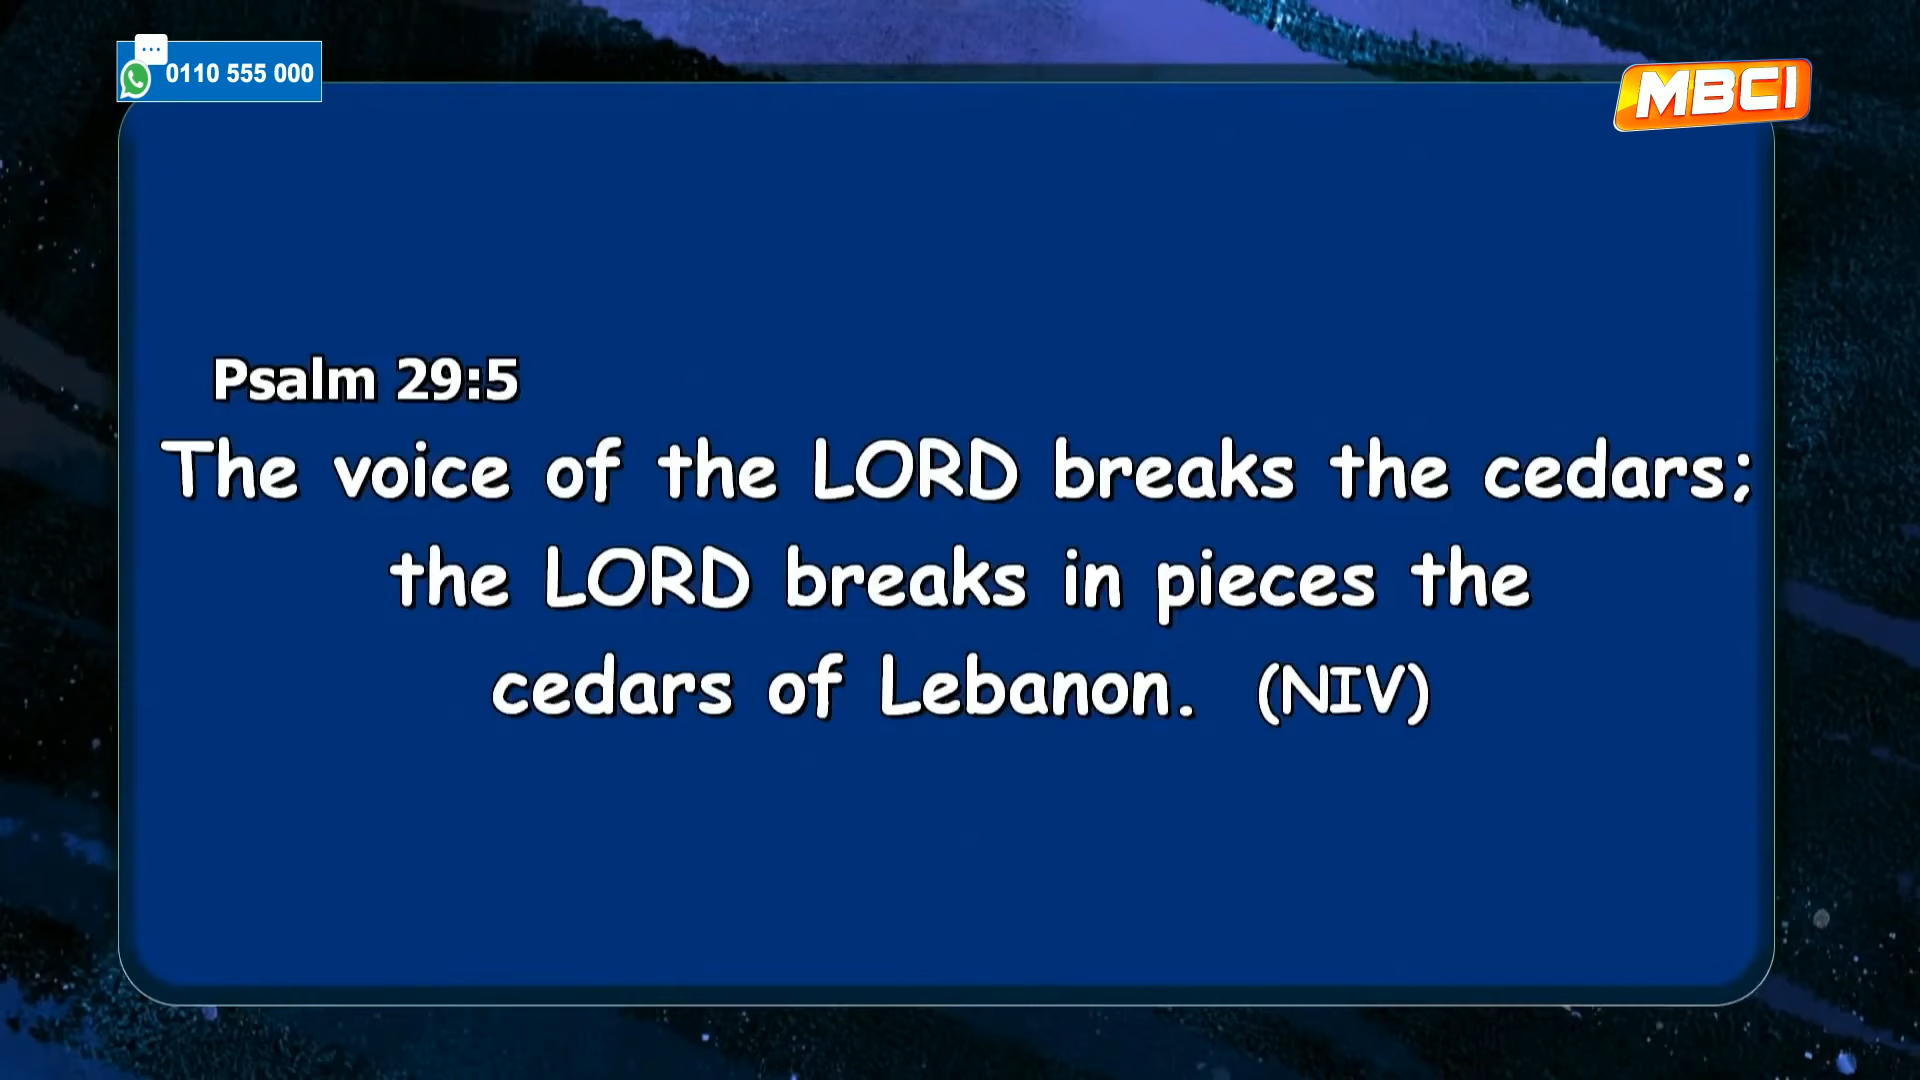 0110 555 000
MBCI
Psalm 29:5
The voice of the LORD breaks the cedars;
the LORD breaks in pieces the
cedars of Lebanon. (NIV)